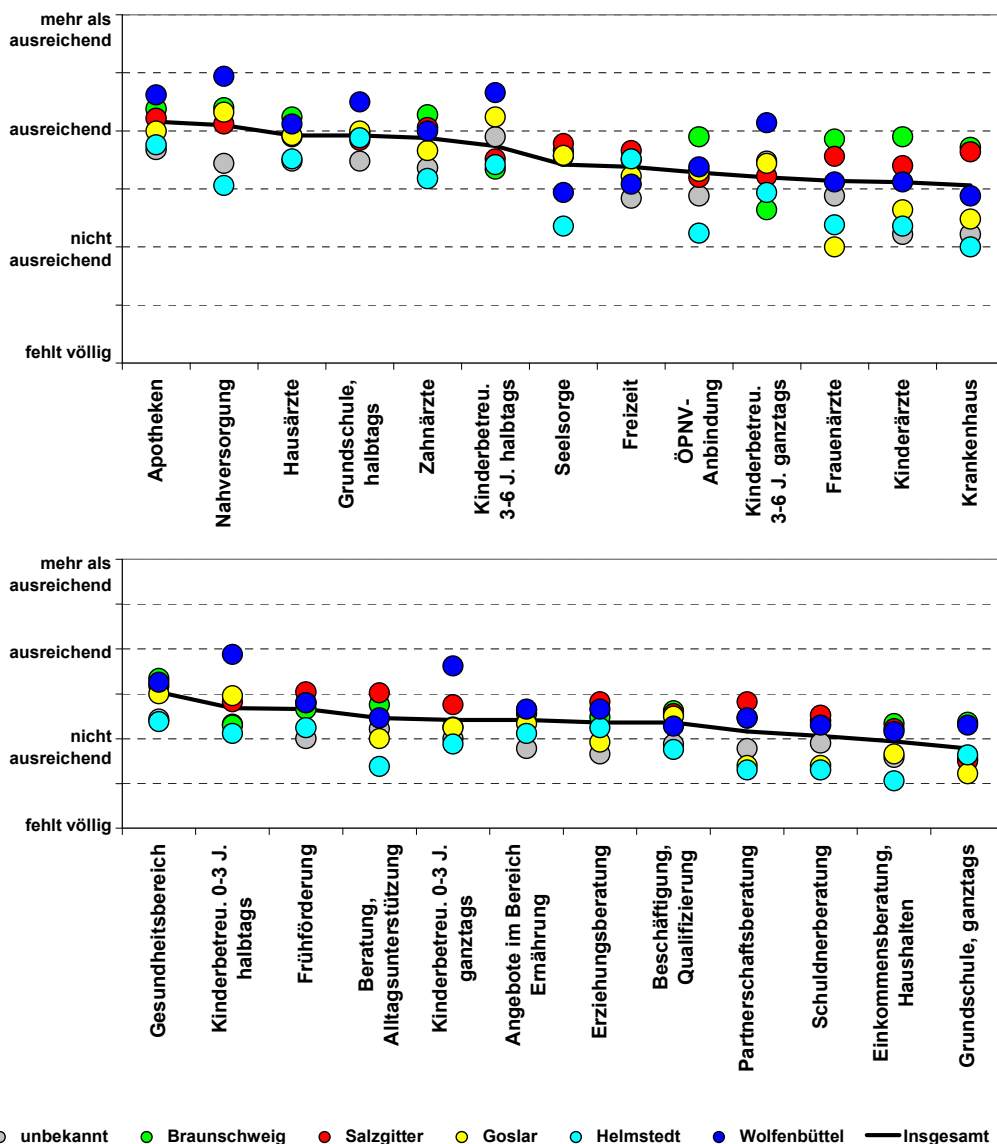 mehr als
ausreichend
ausreichend
nicht
ausreichend
fehlt völlig
Apotheken
Nahversorgung
Hausärzte
Grundschule,
halbtags
Zahnärzte
Kinderbetreu.
3-6 J. halbtags
Seelsorge
Freizeit
ÖPNV-
Anbindung
Kinderbetreu.
3-6 J. ganztags
Frauenärzte
Kinderärzte
Krankenhaus
mehr als
ausreichend
ausreichend
nicht
ausreichend
fehlt völlig
Gesundheitsbereich
Kinderbetreu. 0-3 J.
halbtags
Frühförderung
Beratung,
Alltagsunterstützung
Kinderbetreu. 0-3 J.
ganztags
Angebote im Bereich
Ernährung
Erziehungsberatung
Beschäftigung,
Qualifizierung
Partnerschaftsberatung
Schuldnerberatung
Einkommensberatung,
Haushalten
Grundschule, ganztags
unbekannt Braunschweig Salzgitter Goslar Helmstedt Wolfenbüttel Insgesamt